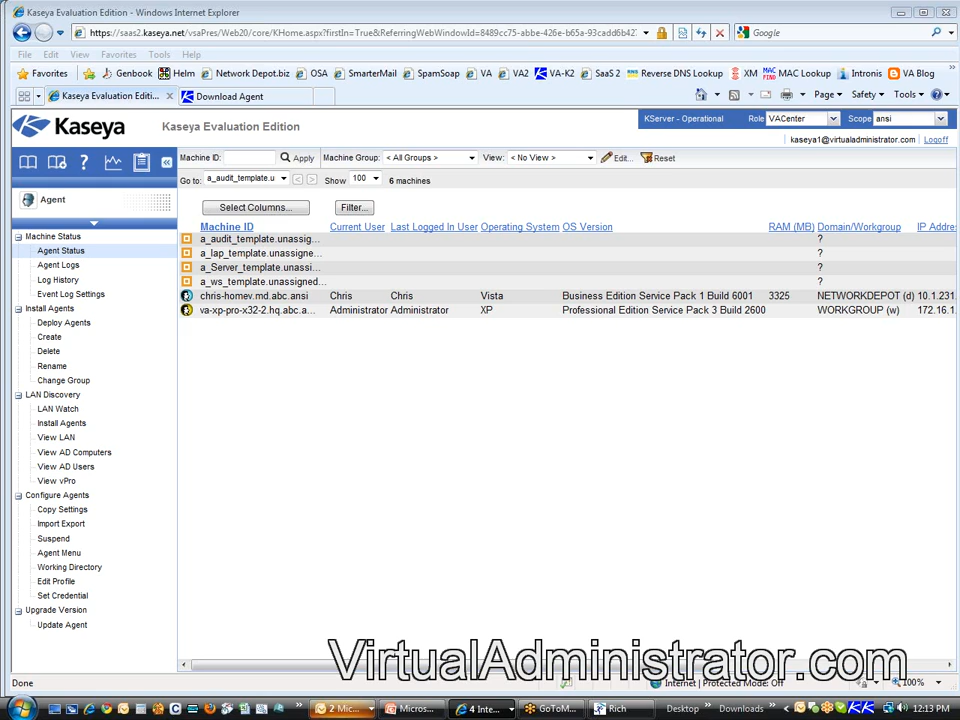 Kaseya Evaluation Edition - Windows Internet Explorer
https://saas2.kaseya.net/vsaPres/Web20/core/KHome.aspx?firstIn=True&ReferringWebWindowId=8489cc75-abbe-426e-b65a-93cadd6b427
Google
File Edit View Favorites Tools Help
Favorites Genbook Helm Network Depot.biz OSA SmarterMail SpamSoap VA VA2 VA-K2 SaaS 2 Reverse DNS Lookup XM MAC Lookup Intronis VA Blog
Kaseya Evaluation Editi... Download Agent
Page Safety Tools
Kaseya Kaseya Evaluation Edition
KServer - Operational Role VACenter Scope ansi
kaseya1@virtualadministrator.com Logoff
Machine ID: Apply Machine Group: < All Groups > View: < No View > Edit... Reset
Go to: a_audit_template.u Show 100 6 machines
Agent
Select Columns... Filter...
Machine ID Current User Last Logged In User Operating System OS Version RAM (MB) Domain/Workgroup IP Addre
a_audit_template.unassig... ?
a_lap_template.unassigne... ?
a_Server_template.unassi... ?
a_ws_template.unassigned... ?
chris-homev.md.abc.ansi Chris Chris Vista Business Edition Service Pack 1 Build 6001 3325 NETWORKDEPOT (d) 10.1.231.
va-xp-pro-x32-2.hq.abc.a... Administrator Administrator XP Professional Edition Service Pack 3 Build 2600 WORKGROUP (w) 172.16.1.
Machine Status
Agent Status
Agent Logs
Log History
Event Log Settings
Install Agents
Deploy Agents
Create
Delete
Rename
Change Group
LAN Discovery
LAN Watch
Install Agents
View LAN
View AD Computers
View AD Users
View vPro
Configure Agents
Copy Settings
Import Export
Suspend
Agent Menu
Working Directory
Edit Profile
Set Credential
Upgrade Version
Update Agent
VirtualAdministrator.com
Done Internet | Protected Mode: Off 100%
2 Mic... Micros... 4 Inte... GoToM... Rich Desktop Downloads 12:13 PM